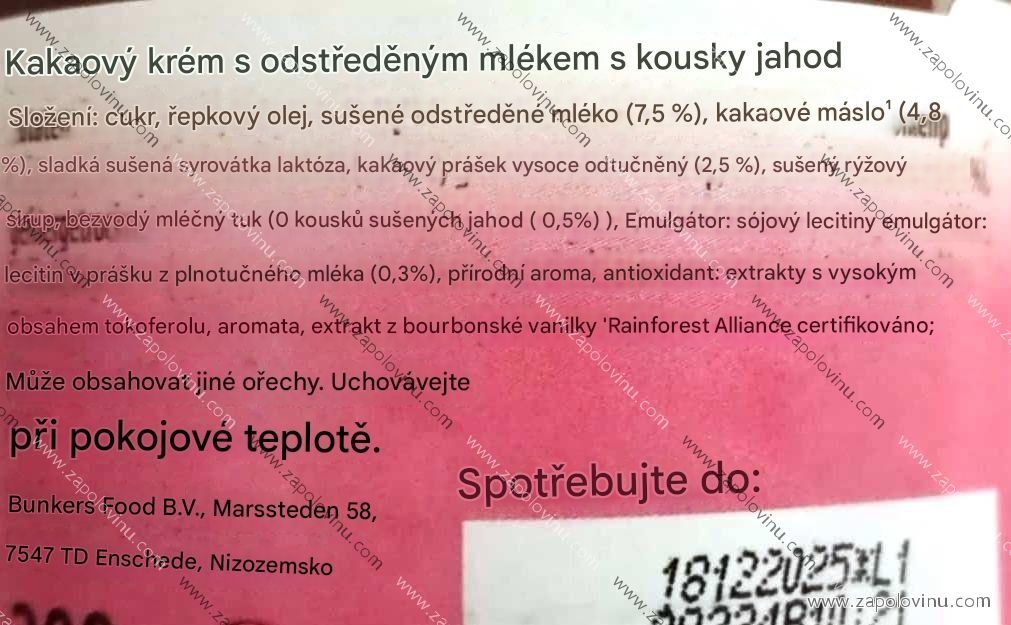 Kakaový krém s odstředěným mlékem s kousky jahod
Složení: cukr, řepkový olej, sušené odstředěné mléko (7,5 %), kakaové máslo¹ (4,8
%), sladká sušená syrovátka laktóza, kakaový prášek vysoce odtučněný (2,5 %), sušený rýžový
sirup, bezvodý mléčný tuk (0 kousků sušených jahod ( 0,5%) ), Emulgátor: sójový lecitiny emulgátor:
lecitin v prášku z plnotučného mléka (0,3%), přírodní aroma, antioxidant: extrakty s vysokým
obsahem tokoferolu, aromata, extrakt z bourbonské vanilky 'Rainforest Alliance certifikováno;
Může obsahovat jiné ořechy. Uchovávejte
při pokojové teplotě.
Spotřebujte do:
Bunkers Food B.V., Marssteden 58,
7547 TD Enschede, Nizozemsko
18122025*L1
www.zapolovinu.com